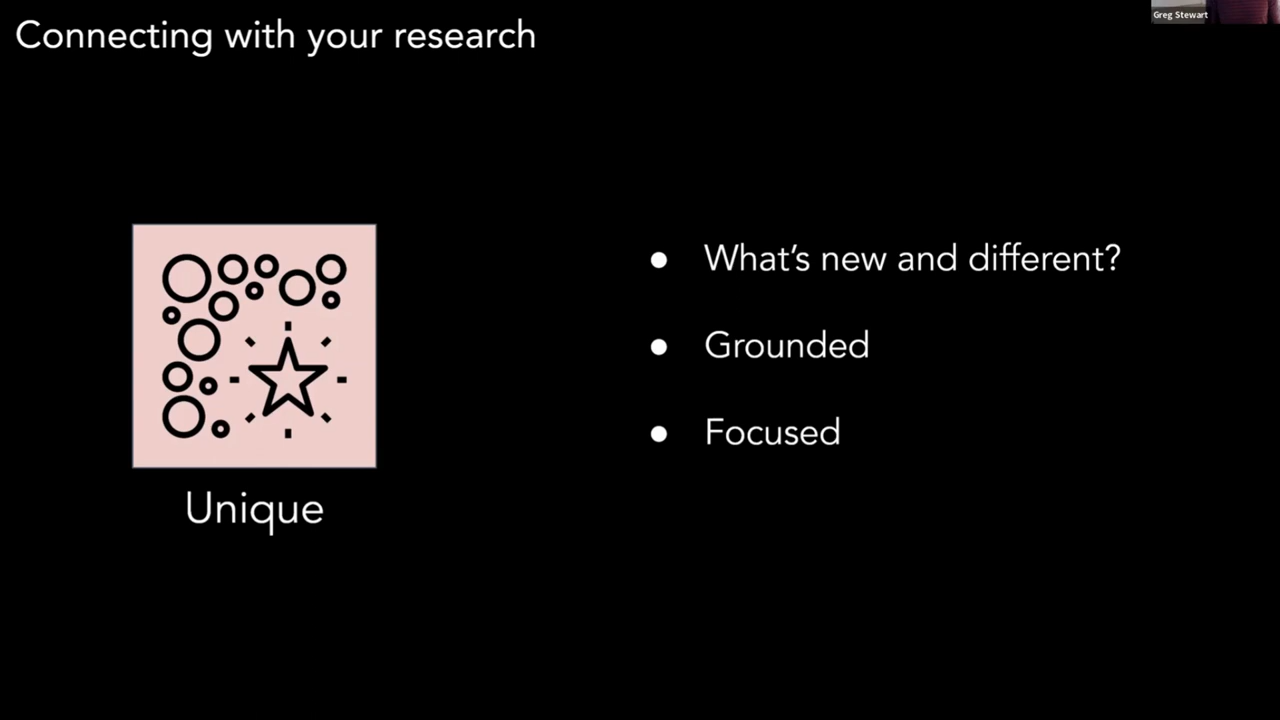 Connecting with your research
Greg Stewart
● What's new and different?
● Grounded
● Focused
Unique